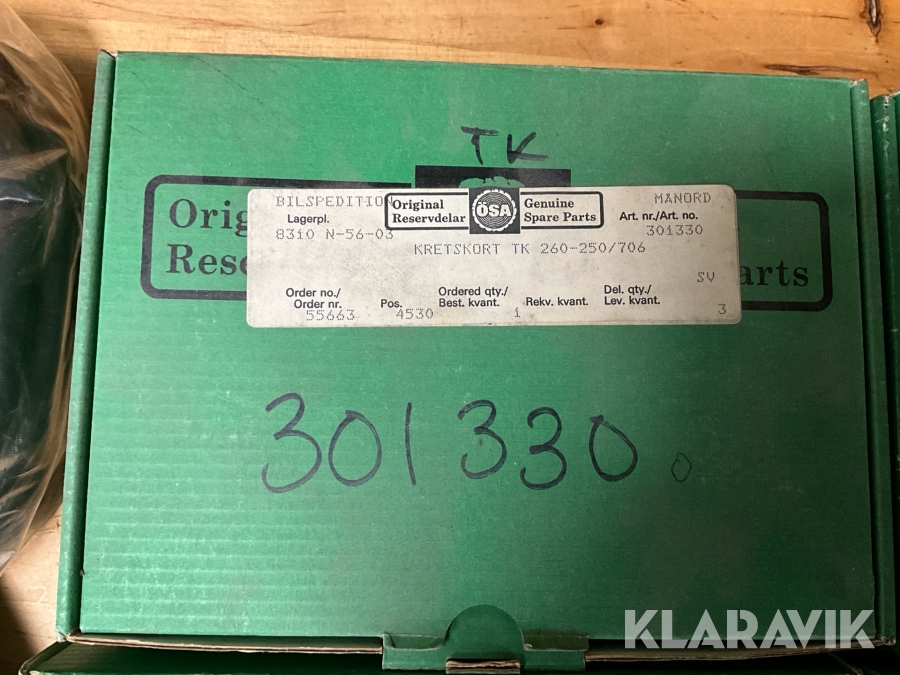 TK
Orig
Rese
arts
BILSPEDITION
Original
Reservdelar
ÖSA
Genuine
Spare Parts
MÅNORD
Lagerpl.
Art. nr./Art. no.
8310 N-56-03
301330
KRETSKORT TK 260-250/706
SV
Order no./
Order nr.
Pos.
Ordered qty./
Best. kvant.
Rekv. kvant.
Del. qty./
Lev. kvant.
55663
4530
1
3
301330.
KLARAVIK